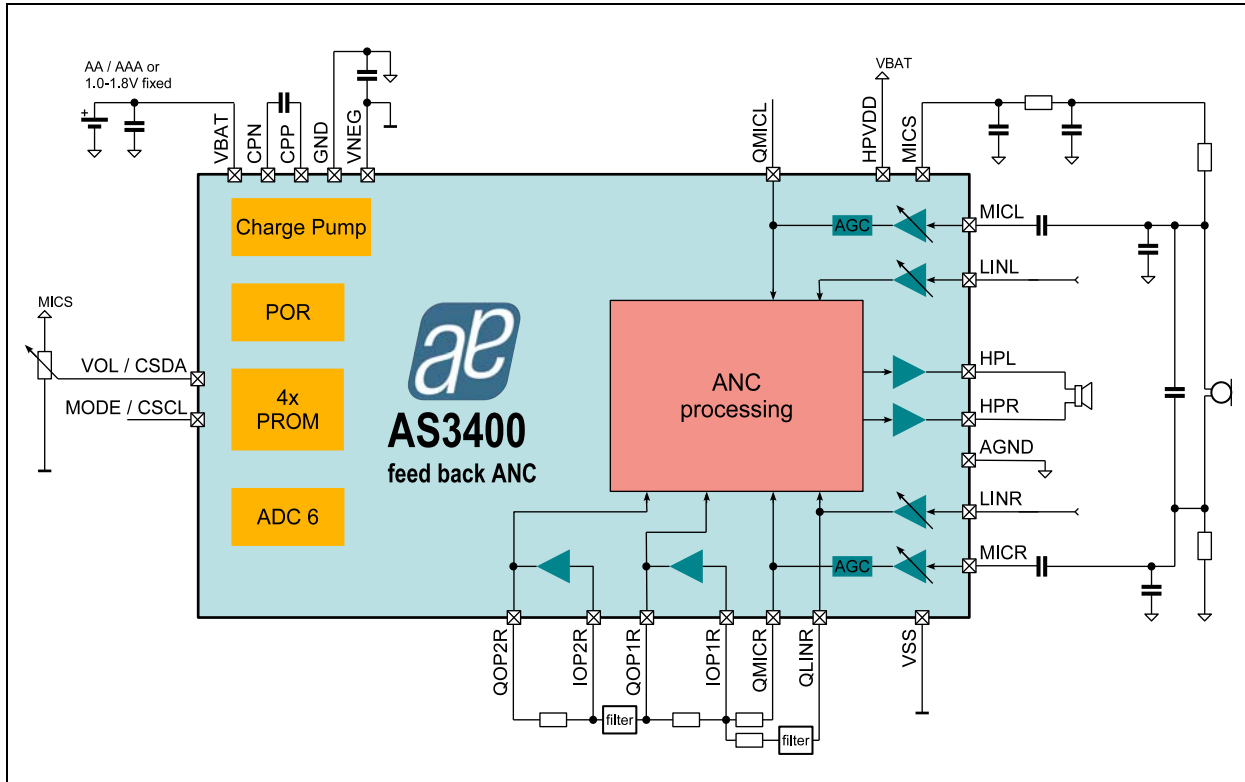 AA / AAA or
1.0-1.8V fixed
VBAT
CPN
CPP
GND
VNEG
QMICL
VBAT
HPVDD
MICS
Charge Pump
POR
4x
PROM
ADC 6
MICS
VOL / CSDA
MODE / CSCL
ae
AS3400
feed back ANC
ANC
processing
AGC
AGC
MICL
LINL
HPL
HPR
AGND
LINR
MICR
QOP2R
IOP2R
QOP1R
IOP1R
QMICR
QLINR
VSS
filter
filter